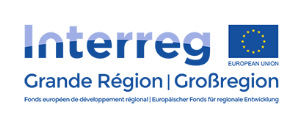 Interreg
EUROPEAN UNION
Grande Région | Großregion
Fonds européen de développement régional | Europäischer Fonds für regionale Entwicklung